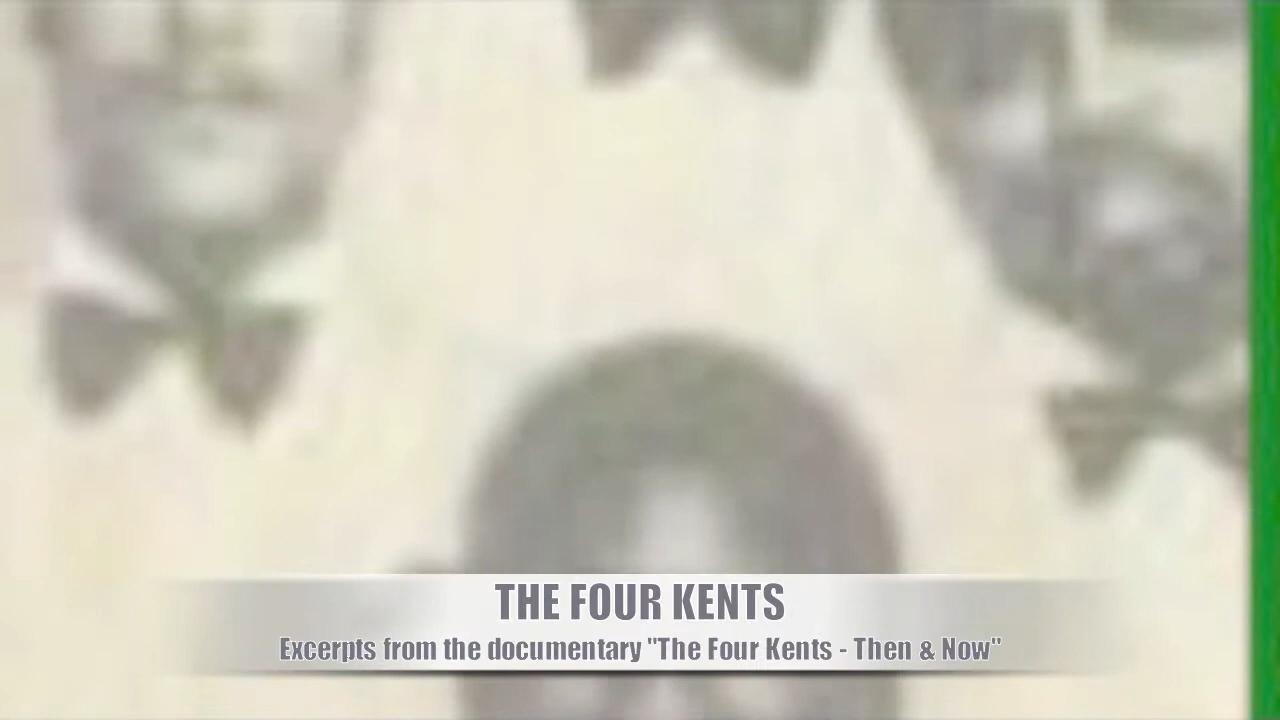 THE FOUR KENTS
Excerpts from the documentary "The Four Kents - Then & Now"